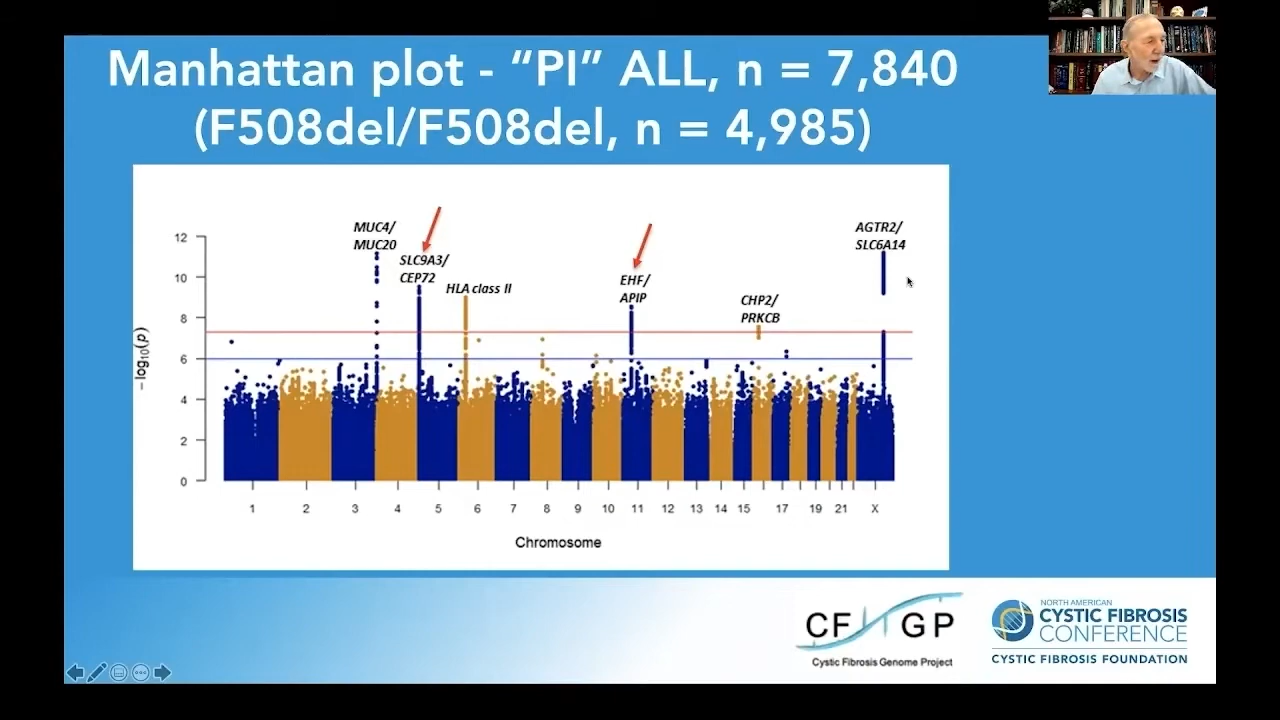 Manhattan plot - “PI” ALL, n = 7,840
(F508del/F508del, n = 4,985)
MUC4/
MUC20
SLC9A3/
CEP72
HLA class II
EHF/
APIP
CHP2/
PRKCB
AGTR2/
SLC6A14
12
10
8
6
4
2
0
−log10(p)
1 2 3 4 5 6 7 8 9 10 11 12 13 14 15 17 19 21 X
Chromosome
CF GP
Cystic Fibrosis Genome Project
NORTH AMERICAN
CYSTIC FIBROSIS
CONFERENCE
CYSTIC FIBROSIS FOUNDATION